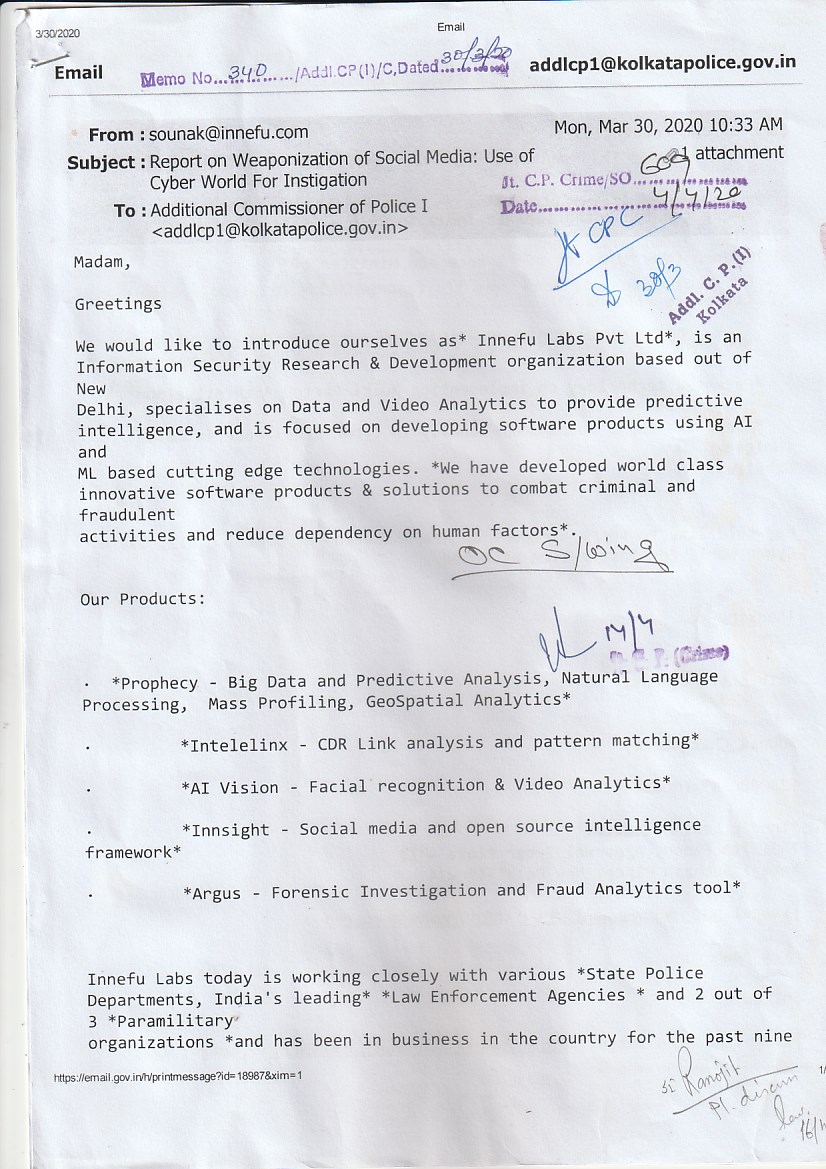 3/30/2020
Email
Email
Memo No...340....../Addl.CP(I)/C,Dated...30/3/20
addlcp1@kolkatapolice.gov.in
From : sounak@innefu.com
Mon, Mar 30, 2020 10:33 AM
Subject : Report on Weaponization of Social Media: Use of
Cyber World For Instigation
1 attachment
Jt. C.P. Crime/SO...
Date...4/4/20
To : Additional Commissioner of Police I
<addlcp1@kolkatapolice.gov.in>
Jt CPC
30/3
Addl. C. P. (I)
Kolkata
Madam,
Greetings
We would like to introduce ourselves as* Innefu Labs Pvt Ltd*, is an
Information Security Research & Development organization based out of
New
Delhi, specialises on Data and Video Analytics to provide predictive
intelligence, and is focused on developing software products using AI
and
ML based cutting edge technologies. *We have developed world class
innovative software products & solutions to combat criminal and
fraudulent
activities and reduce dependency on human factors*.
OC S/Wing
Our Products:
(Crime)
· *Prophecy - Big Data and Predictive Analysis, Natural Language
Processing, Mass Profiling, GeoSpatial Analytics*
· *Intelelinx - CDR Link analysis and pattern matching*
· *AI Vision - Facial recognition & Video Analytics*
· *Innsight - Social media and open source intelligence
framework*
· *Argus - Forensic Investigation and Fraud Analytics tool*
Innefu Labs today is working closely with various *State Police
Departments, India's leading* *Law Enforcement Agencies * and 2 out of
3 *Paramilitary
organizations *and has been in business in the country for the past nine
https://email.gov.in/h/printmessage?id=18987&xim=1
1/
SI Ranojit
Pl. discuss